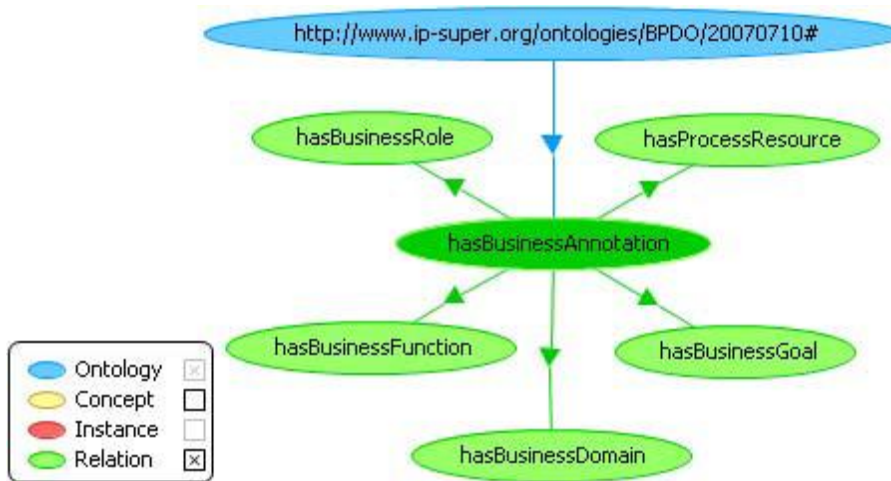 http://www.ip-super.org/ontologies/BPDO/20070710#
hasBusinessRole
hasProcessResource
hasBusinessAnnotation
hasBusinessFunction
hasBusinessGoal
hasBusinessDomain
Ontology
Concept
Instance
Relation